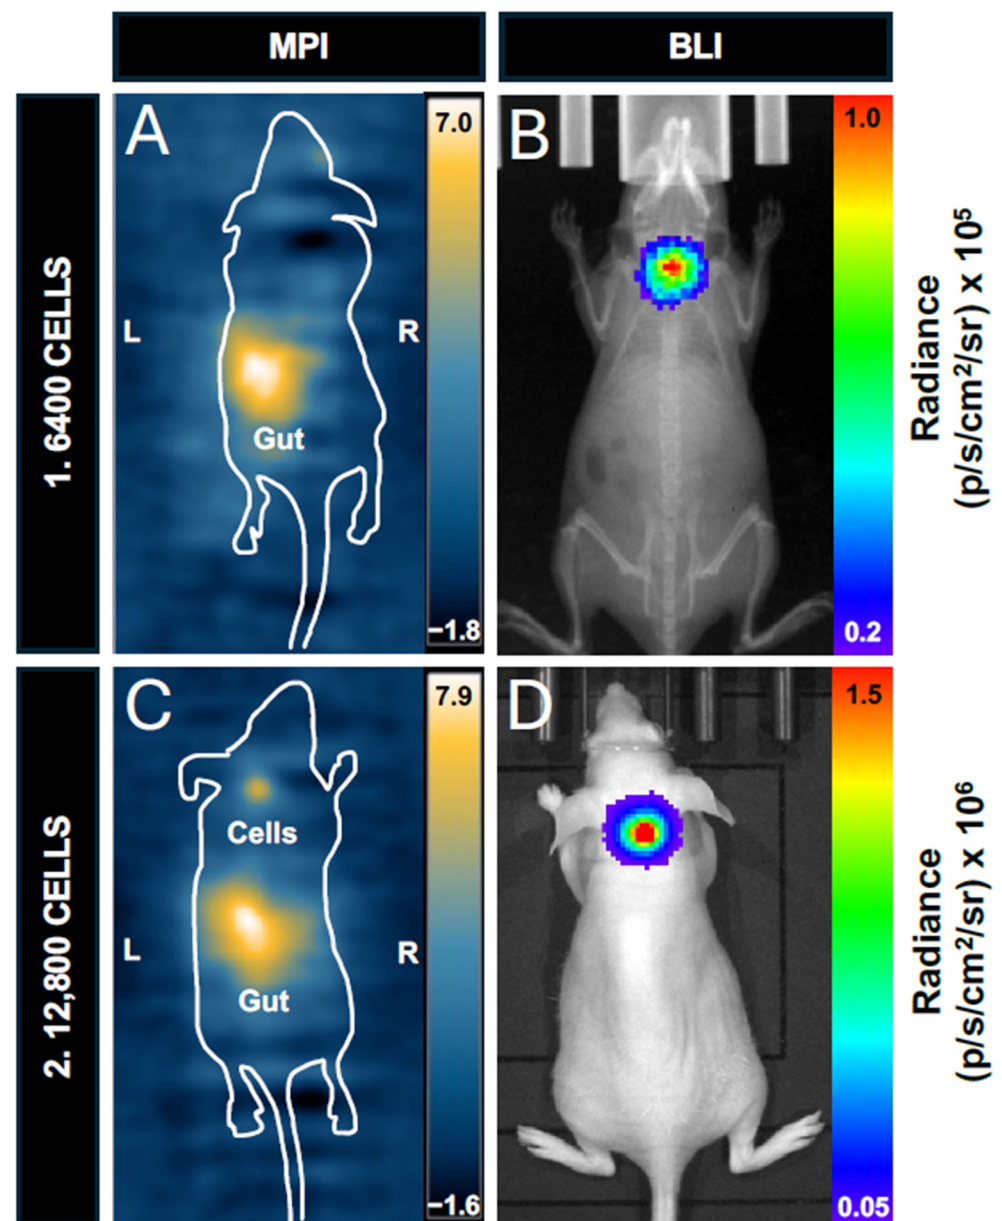 MPI
BLI
1. 6400 CELLS
A
7.0
L
R
Gut
−1.8
B
1.0
0.2
Radiance
(p/s/cm²/sr) x 10⁵
2. 12,800 CELLS
C
7.9
Cells
L
R
Gut
−1.6
D
1.5
0.05
Radiance
(p/s/cm²/sr) x 10⁶